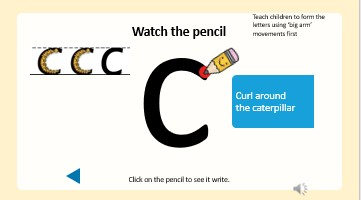 Teach children to form the
letters using 'big arm'
movements first
Watch the pencil
c c c
c
Curl around
the caterpillar
Click on the pencil to see it write.